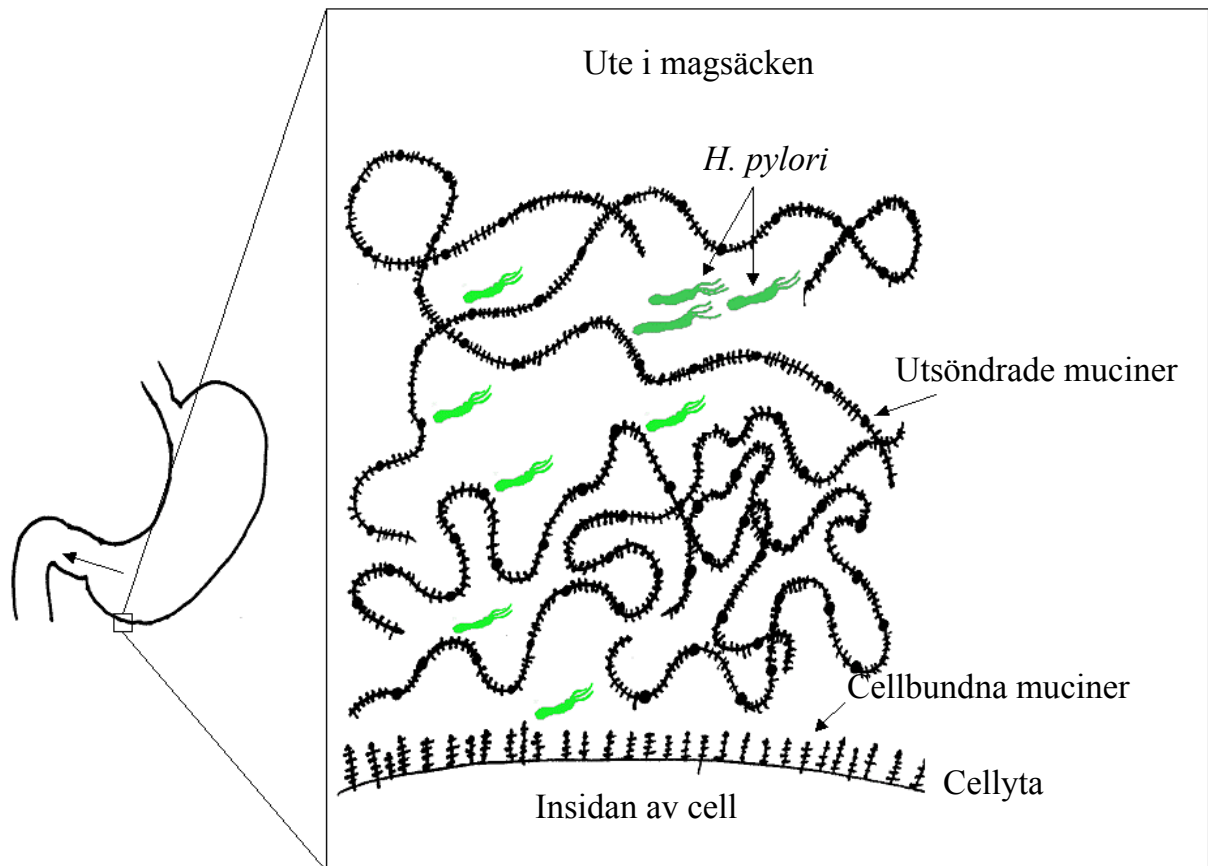 Ute i magsäcken
H. pylori
Utsöndrade muciner
Cellbundna muciner
Cellyta
Insidan av cell